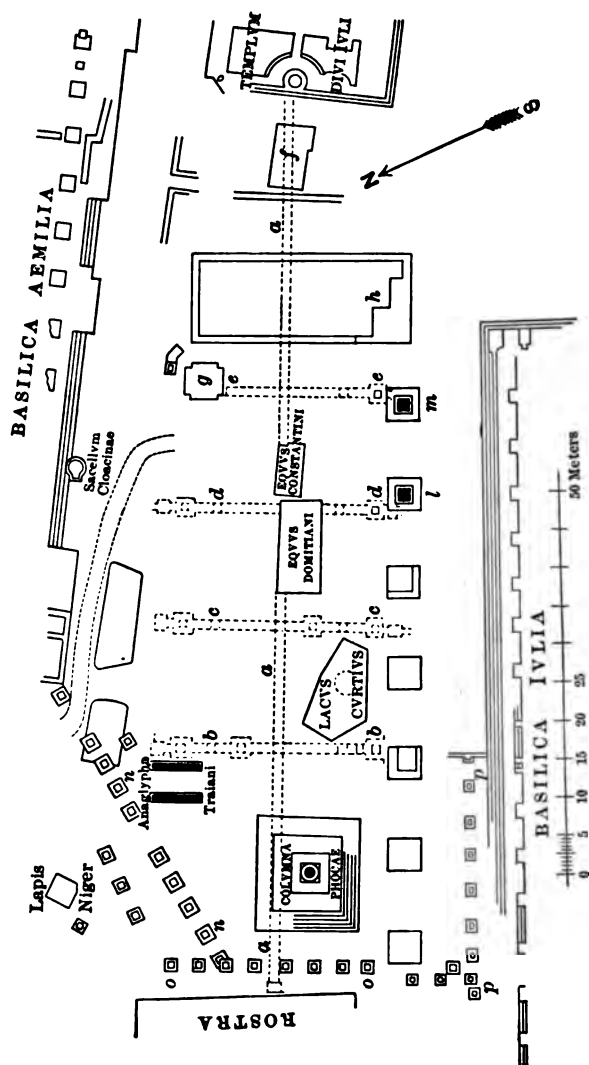 TEMPLVM
DIVI IVLI
f
N
S
a
BASILICA AEMILIA
h
g
e
e
m
EQVVS
CONSTANTINI
Sacellvm
Cloacinae
d
d
l
EQVVS
DOMITIANI
50 Meters
c
c
a
LACVS
CVRTIVS
b
b
25
20
15
10
5
0
BASILICA IVLIA
n
Anaglypha
Traiani
p
Lapis
Niger
COLVMNA
PHOCAE
n
a
o
o
p
ROSTRA